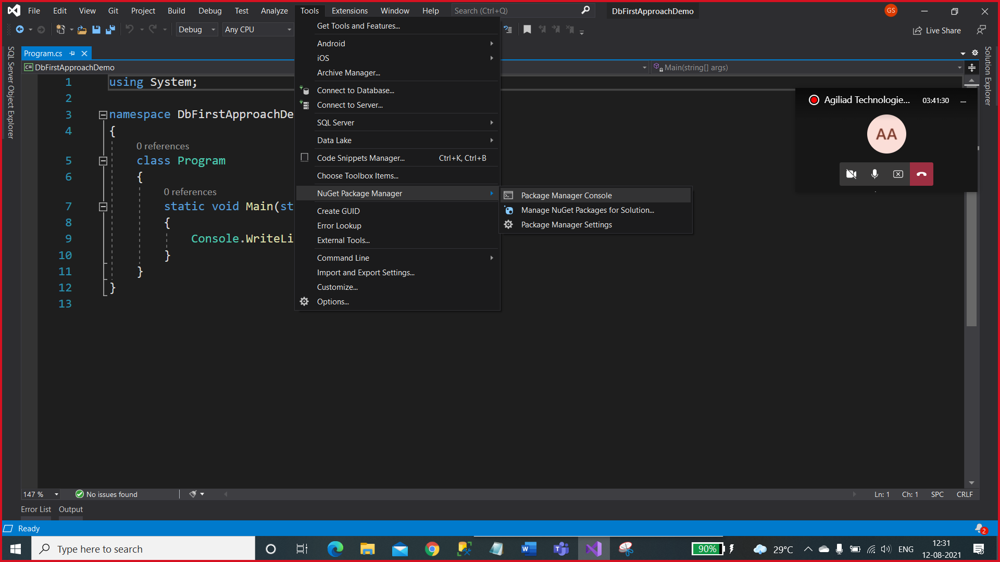 File Edit View Git Project Build Debug Test Analyze Tools Extensions Window Help Search (Ctrl+Q) DbFirstApproachDemo GS
Debug Any CPU Live Share
Program.cs
DbFirstApproachDemo Main(string[] args)
SQL Server Object Explorer
Solution Explorer
1 using System;
2
3 namespace DbFirstApproachDe
4 {
0 references
5 class Program
6 {
0 references
7 static void Main(st
8 {
9 Console.WriteLi
10 }
11 }
12 }
13
Get Tools and Features...
Android
iOS
Archive Manager...
Connect to Database...
Connect to Server...
SQL Server
Data Lake
Code Snippets Manager... Ctrl+K, Ctrl+B
Choose Toolbox Items...
NuGet Package Manager
Create GUID
Error Lookup
External Tools...
Command Line
Import and Export Settings...
Customize...
Options...
Package Manager Console
Manage NuGet Packages for Solution...
Package Manager Settings
Agiliad Technologie... 03:41:30
AA
147 % No issues found Ln: 1 Ch: 1 SPC CRLF
Error List Output
Ready 2
Type here to search 90% 29°C ENG 12:31
12-08-2021